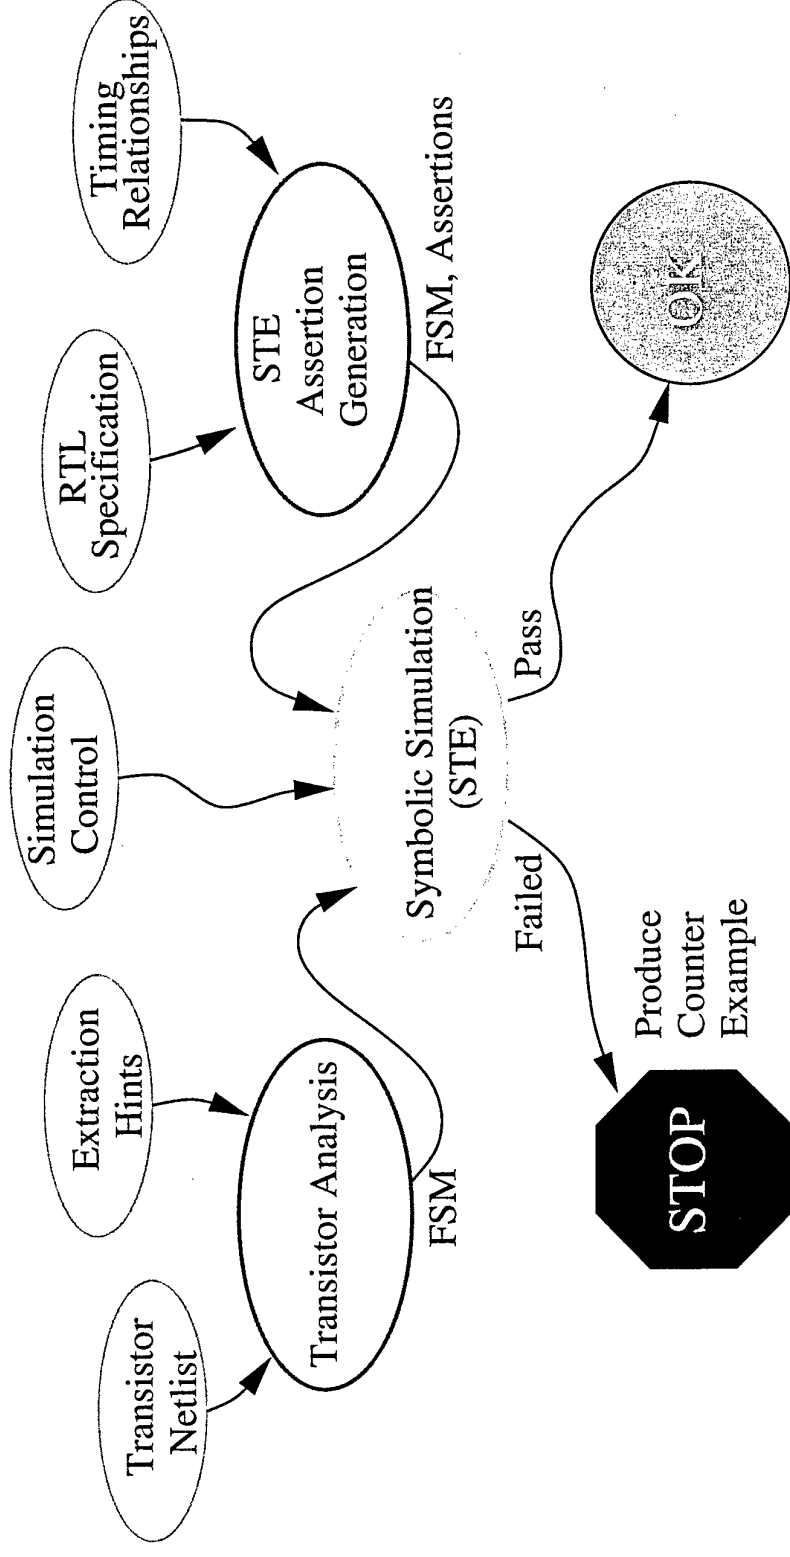 Transistor
Netlist
Extraction
Hints
Simulation
Control
RTL
Specification
Timing
Relationships
Transistor Analysis
STE
Assertion
Generation
FSM
FSM, Assertions
Symbolic Simulation
(STE)
Failed
Pass
Produce
Counter
Example
STOP
OK